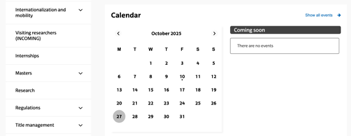 Internationalization and
mobility
Visiting researchers
(INCOMING)
Internships
Masters
Research
Regulations
Title management
Calendar
Show all events
October 2025
M T W T F S S
1 2 3 4 5
6 7 8 9 10 11 12
13 14 15 16 17 18 19
20 21 22 23 24 25 26
27 28 29 30 31
Coming soon
There are no events